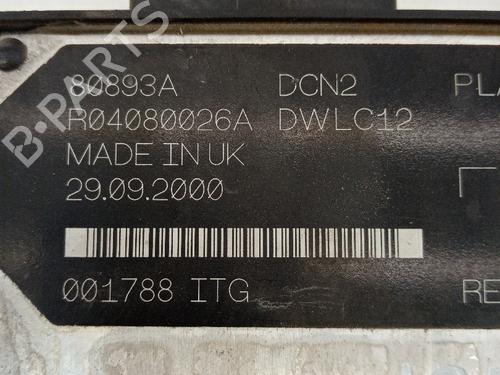 80893A DCN2 PLA
R04080026A DWLC12
MADE IN UK
29.09.2000
001788 ITG RE
B-PARTS